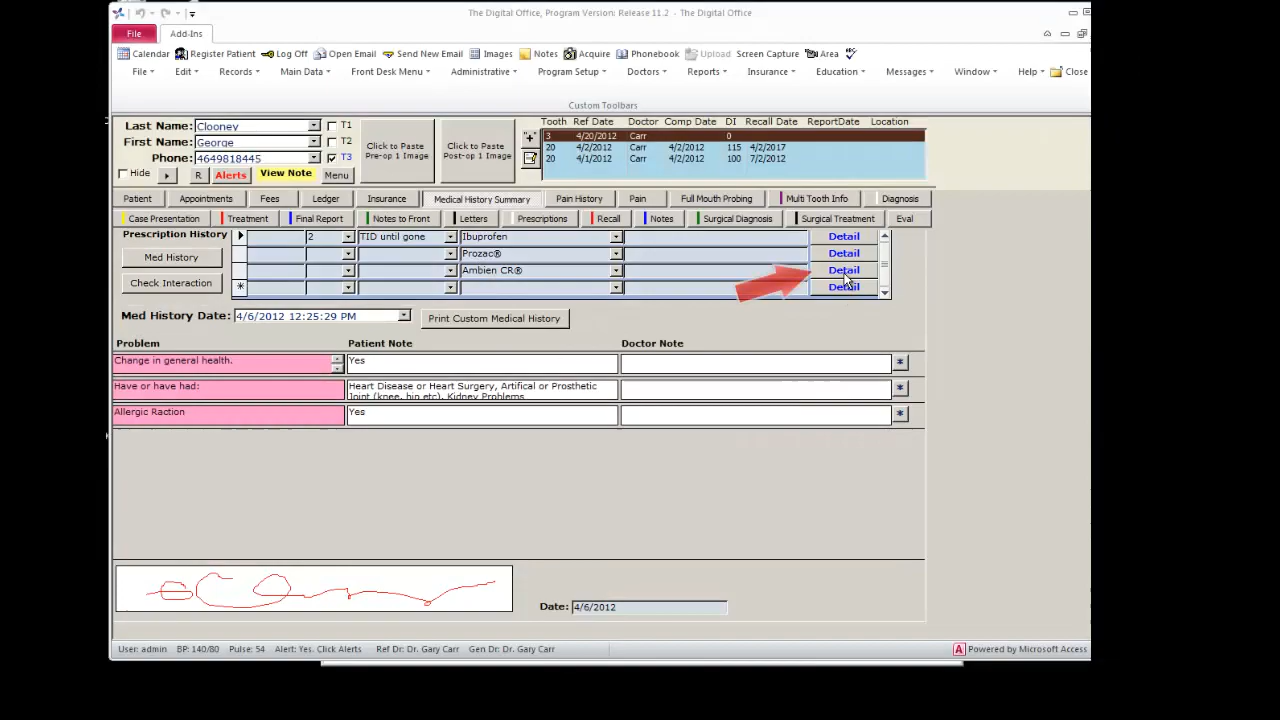 The Digital Office, Program Version: Release 11.2 - The Digital Office
File Add-Ins
Calendar Register Patient Log Off Open Email Send New Email Images Notes Acquire Phonebook Upload Screen Capture Area
File Edit Records Main Data Front Desk Menu Administrative Program Setup Doctors Reports Insurance Education Messages Window Help Close
Custom Toolbars
Last Name: Clooney T1
First Name: George T2
Phone: 4649818445 T3
Hide R Alerts View Note Menu
Click to Paste Pre-op 1 Image
Click to Paste Post-op 1 Image
Tooth Ref Date Doctor Comp Date DI Recall Date ReportDate Location
3 4/20/2012 Carr 0
20 4/2/2012 Carr 4/2/2012 115 4/2/2017
20 4/1/2012 Carr 4/2/2012 100 7/2/2012
Patient Appointments Fees Ledger Insurance Medical History Summary Pain History Pain Full Mouth Probing Multi Tooth Info Diagnosis
Case Presentation Treatment Final Report Notes to Front Letters Prescriptions Recall Notes Surgical Diagnosis Surgical Treatment Eval
Prescription History 2 TID until gone Ibuprofen Detail
Prozac® Detail
Med History
Ambien CR® Detail
Check Interaction
* Detail
Med History Date: 4/6/2012 12:25:29 PM Print Custom Medical History
Problem Patient Note Doctor Note
Change in general health. Yes *
Have or have had: Heart Disease or Heart Surgery, Artifical or Prosthetic *
Joint (knee, hip etc), Kidney Problems
Allergic Raction Yes *
Date: 4/6/2012
User: admin BP: 140/80 Pulse: 54 Alert: Yes. Click Alerts Ref Dr: Dr. Gary Carr Gen Dr: Dr. Gary Carr Powered by Microsoft Access